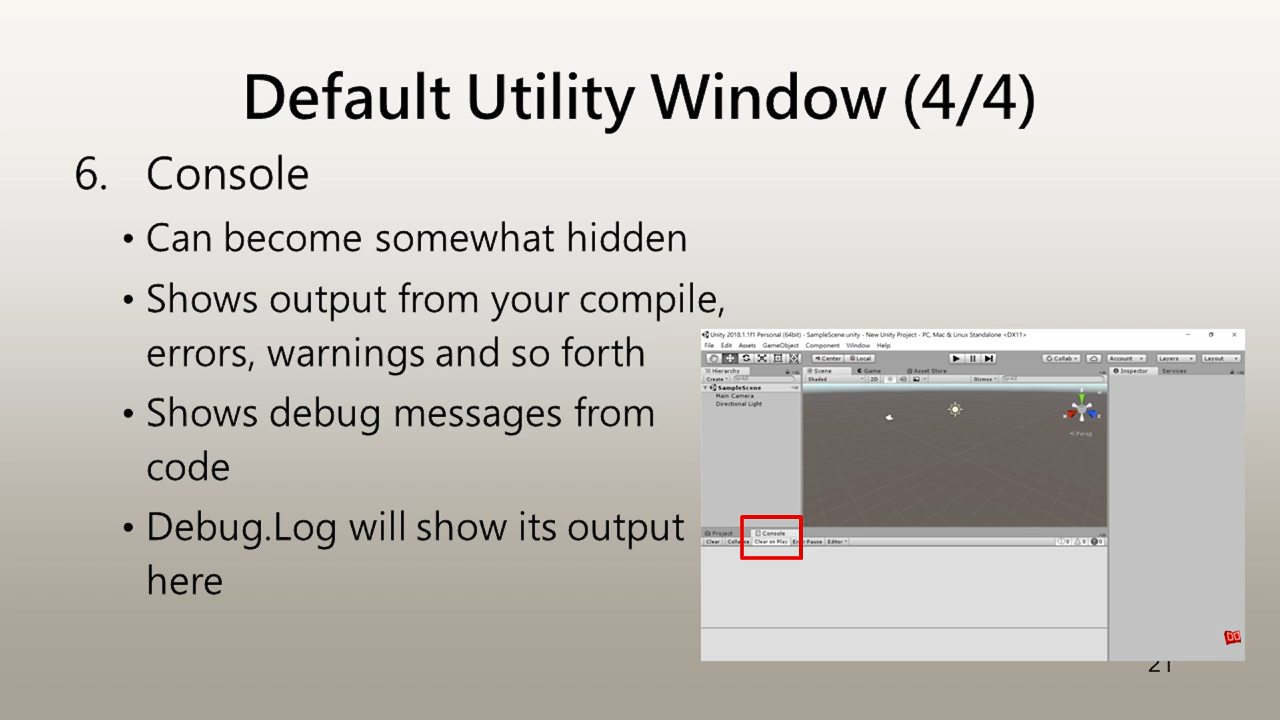 Default Utility Window (4/4)
6. Console
• Can become somewhat hidden
• Shows output from your compile,
errors, warnings and so forth
• Shows debug messages from
code
• Debug.Log will show its output
here
Unity 2018.1.1f1 Personal (64bit) - SampleScene.unity - New Unity Project - PC, Mac & Linux Standalone <DX11>
File Edit Assets GameObject Component Window Help
Center Local Collab Account Layers Layout
Hierarchy Scene Game Asset Store Inspector Services
Create All Shaded 2D Gizmos All
SampleScene
Main Camera
Directional Light
Persp
Project Console
Clear Clear on Play Pause Editor 0 0 0
21